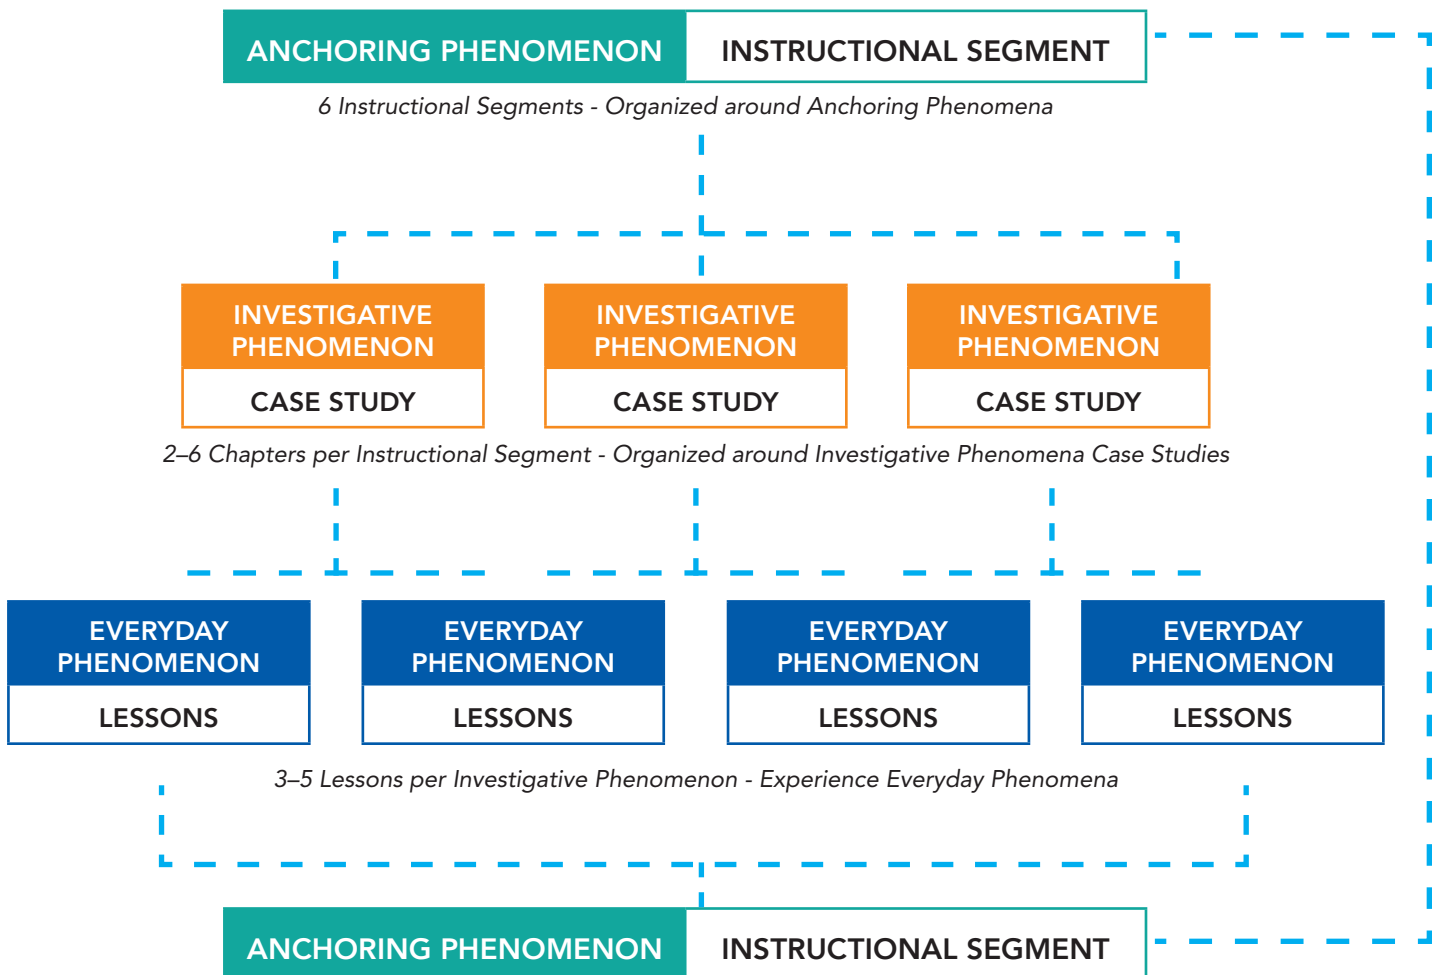 ANCHORING PHENOMENON INSTRUCTIONAL SEGMENT
6 Instructional Segments - Organized around Anchoring Phenomena
INVESTIGATIVE PHENOMENON
CASE STUDY
INVESTIGATIVE PHENOMENON
CASE STUDY
INVESTIGATIVE PHENOMENON
CASE STUDY
2–6 Chapters per Instructional Segment - Organized around Investigative Phenomena Case Studies
EVERYDAY PHENOMENON
LESSONS
EVERYDAY PHENOMENON
LESSONS
EVERYDAY PHENOMENON
LESSONS
EVERYDAY PHENOMENON
LESSONS
3–5 Lessons per Investigative Phenomenon - Experience Everyday Phenomena
ANCHORING PHENOMENON INSTRUCTIONAL SEGMENT